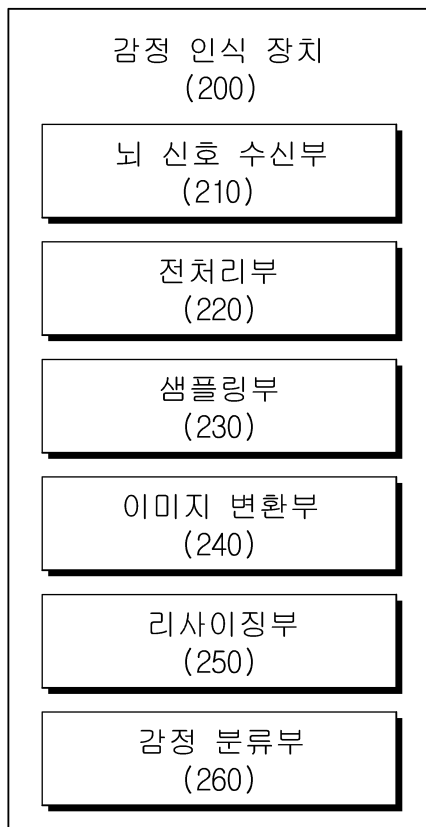 감정 인식 장치
(200)
뇌 신호 수신부
(210)
전처리부
(220)
샘플링부
(230)
이미지 변환부
(240)
리사이징부
(250)
감정 분류부
(260)